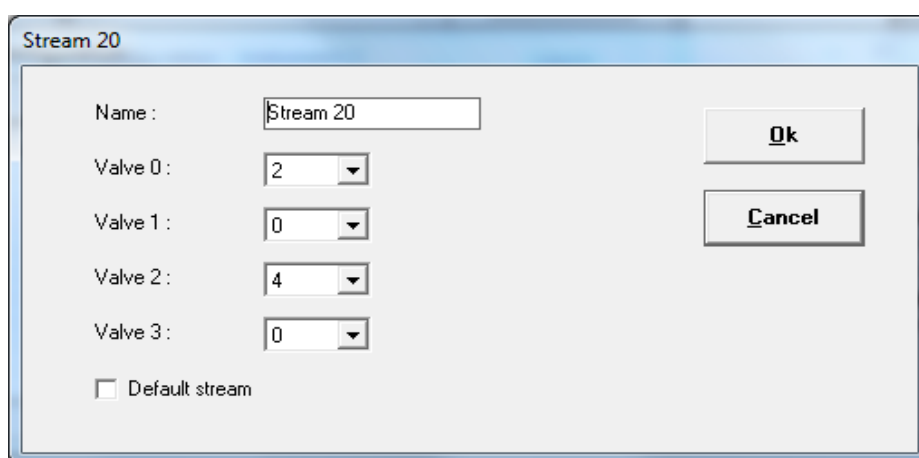 Stream 20
Name : Stream 20
Ok
Valve 0 : 2
Valve 1 : 0
Cancel
Valve 2 : 4
Valve 3 : 0
Default stream